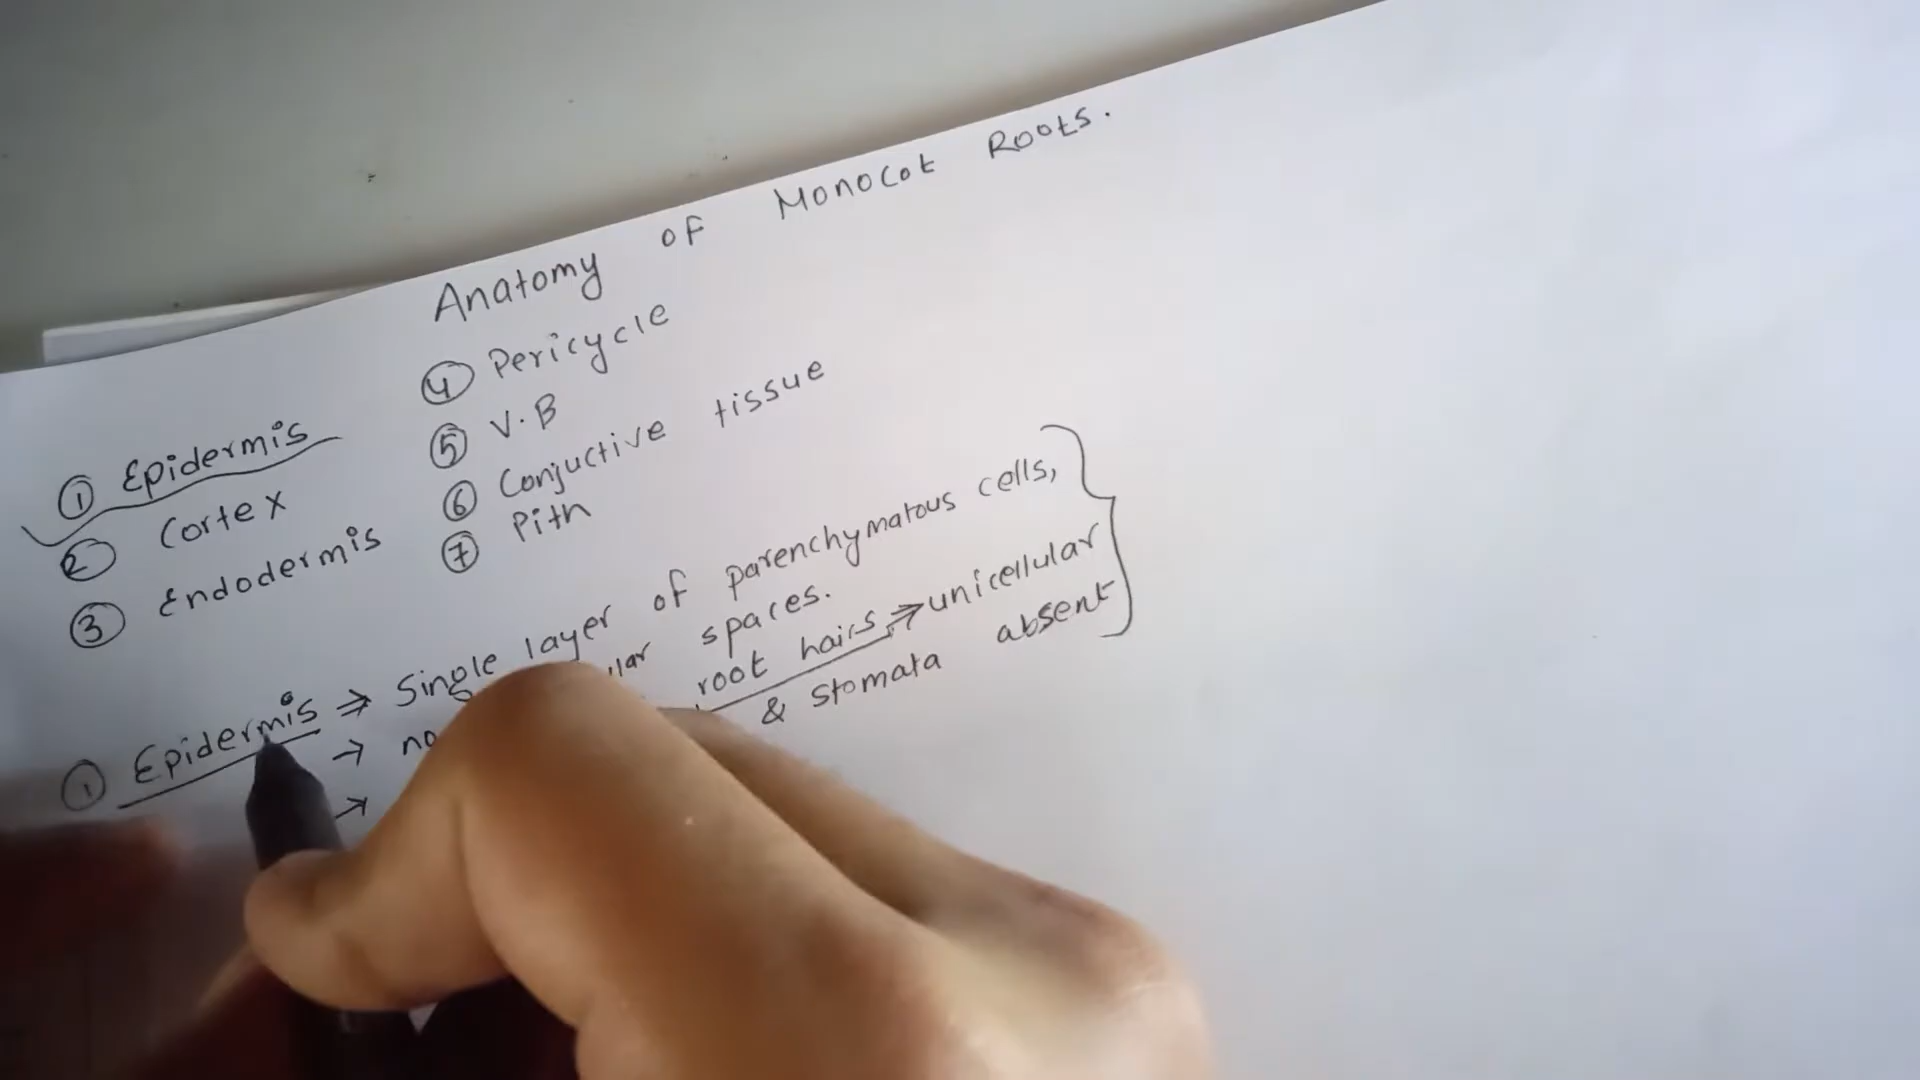 Anatomy of Monocot Roots.
① Epidermis
② Cortex
③ Endodermis
④ Pericycle
⑤ V.B
⑥ Conjuctive tissue
⑦ Pith
① Epidermis ⇒ Single layer of parenchymatous cells,
→ no spaces.
→ root hairs ⇒ unicellular
& stomata absent